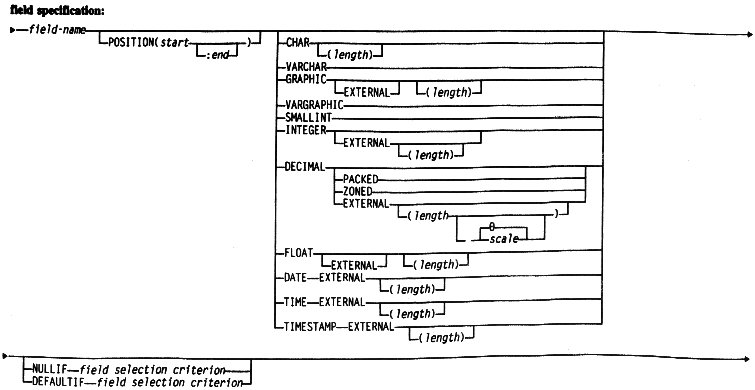 field specification:
field-name
POSITION(start )
:end
CHAR
(length)
VARCHAR
GRAPHIC
EXTERNAL (length)
VARGRAPHIC
SMALLINT
INTEGER
EXTERNAL
(length)
DECIMAL
PACKED
ZONED
EXTERNAL
(length )
0
scale
FLOAT
EXTERNAL (length)
DATE EXTERNAL
(length)
TIME EXTERNAL
(length)
TIMESTAMP EXTERNAL
(length)
NULLIF field selection criterion
DEFAULTIF field selection criterion